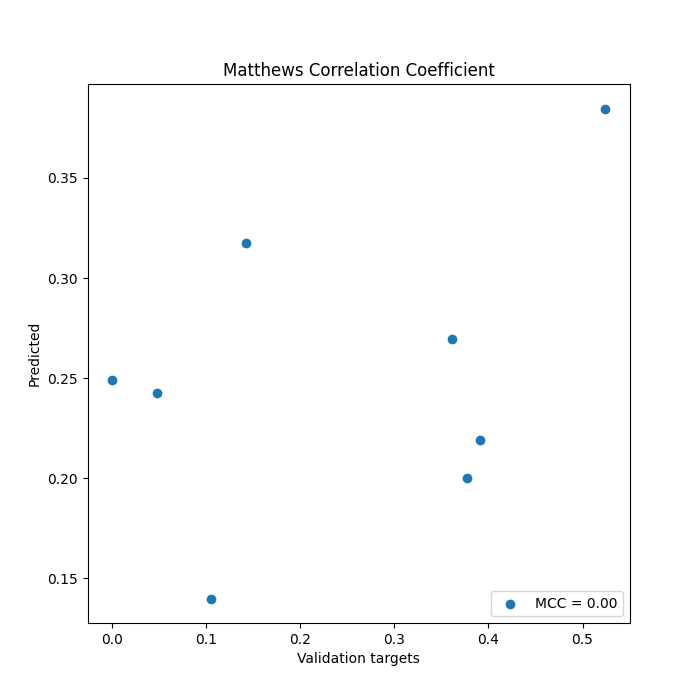 Matthews Correlation Coefficient
0.35
0.30
0.25
0.20
0.15
Predicted
MCC = 0.00
0.0 0.1 0.2 0.3 0.4 0.5
Validation targets